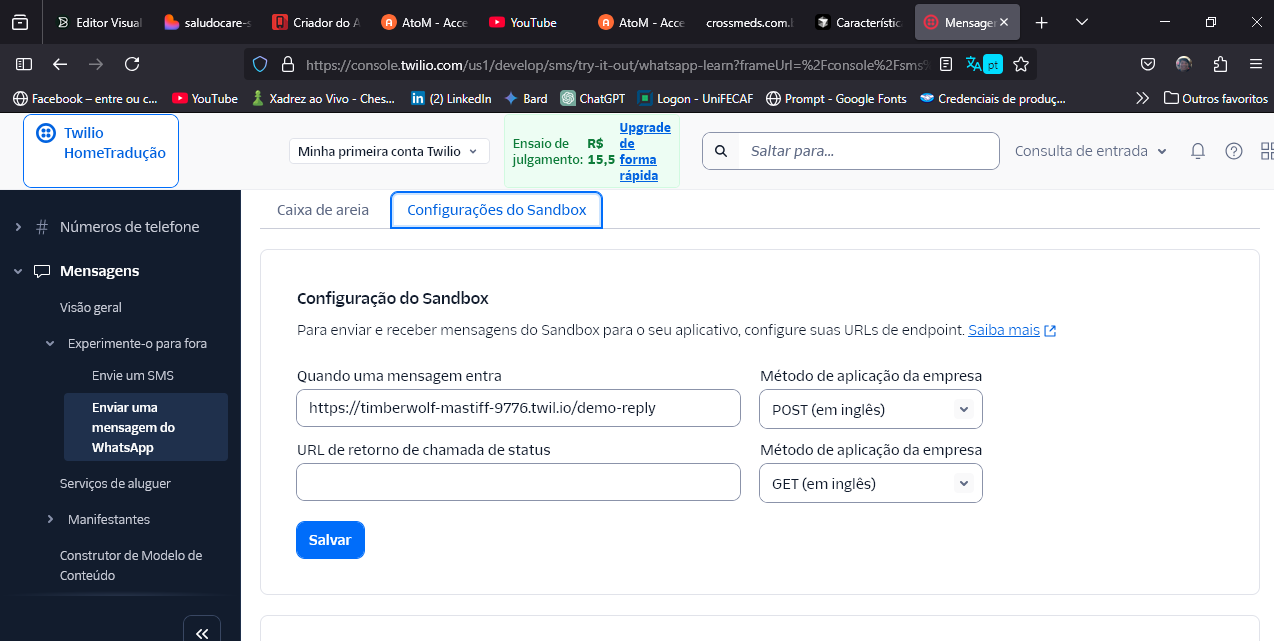 Editor Visual
saludocare-s
Criador do A
AtoM - Acce
YouTube
AtoM - Acce
crossmeds.com.
Característic
Mensagen
https://console.twilio.com/us1/develop/sms/try-it-out/whatsapp-learn?frameUrl=%2Fconsole%2Fsms%
pt
Facebook – entre ou c...
YouTube
Xadrez ao Vivo - Ches...
(2) LinkedIn
Bard
ChatGPT
Logon - UniFECAF
Prompt - Google Fonts
Credenciais de produç...
Outros favoritos
Twilio
HomeTradução
Minha primeira conta Twilio
Ensaio de
julgamento:
R$
15,5
Upgrade
de
forma
rápida
Saltar para...
Consulta de entrada
# Números de telefone
Mensagens
Visão geral
Experimente-o para fora
Envie um SMS
Enviar uma
mensagem do
WhatsApp
Serviços de aluguer
Manifestantes
Construtor de Modelo de
Conteúdo
Caixa de areia
Configurações do Sandbox
Configuração do Sandbox
Para enviar e receber mensagens do Sandbox para o seu aplicativo, configure suas URLs de endpoint. Saiba mais
Quando uma mensagem entra
Método de aplicação da empresa
https://timberwolf-mastiff-9776.twil.io/demo-reply
POST (em inglês)
URL de retorno de chamada de status
Método de aplicação da empresa
GET (em inglês)
Salvar